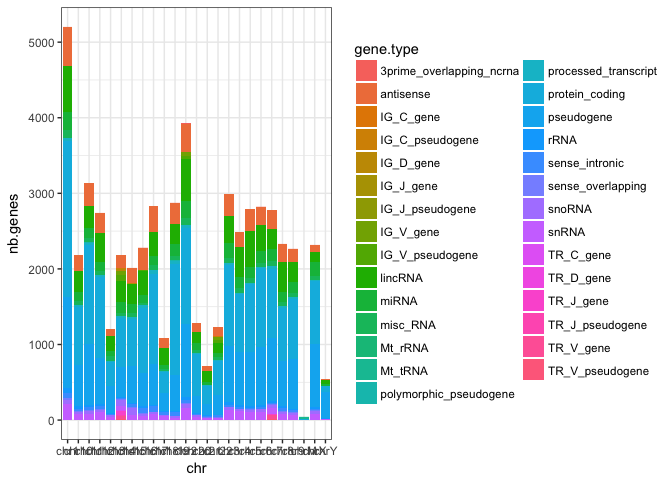 5000
4000
3000
2000
1000
0
nb.genes
chr
gene.type
3prime_overlapping_ncrna
antisense
IG_C_gene
IG_C_pseudogene
IG_D_gene
IG_J_gene
IG_J_pseudogene
IG_V_gene
IG_V_pseudogene
lincRNA
miRNA
misc_RNA
Mt_rRNA
Mt_tRNA
polymorphic_pseudogene
processed_transcript
protein_coding
pseudogene
rRNA
sense_intronic
sense_overlapping
snoRNA
snRNA
TR_C_gene
TR_D_gene
TR_J_gene
TR_J_pseudogene
TR_V_gene
TR_V_pseudogene